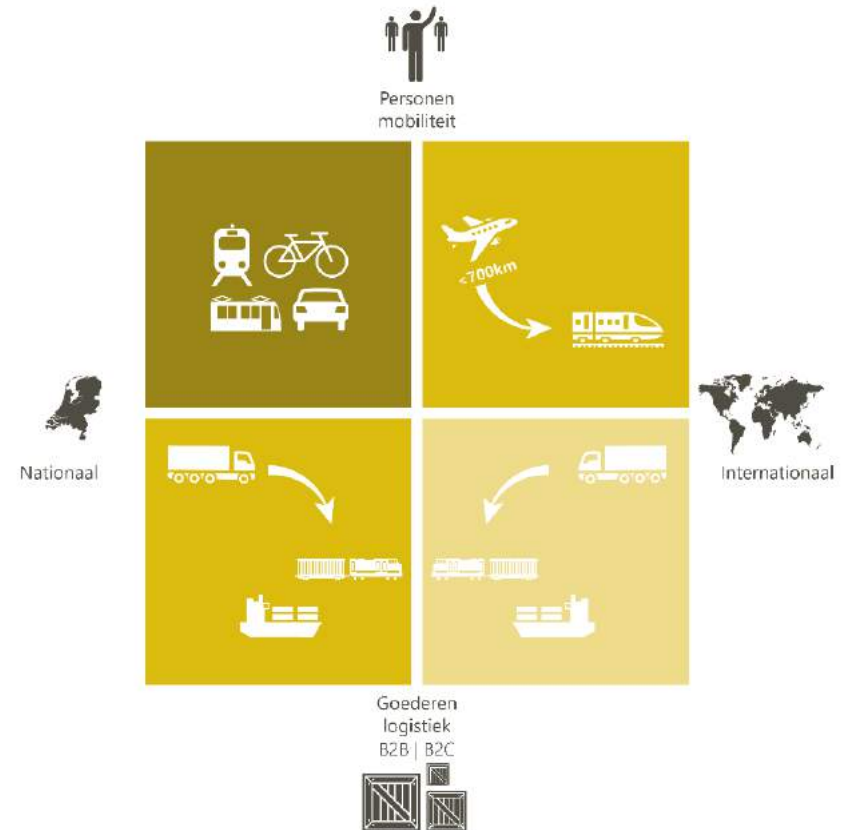 Personen
mobiliteit
<700km
Nationaal
Internationaal
Goederen
logistiek
B2B | B2C